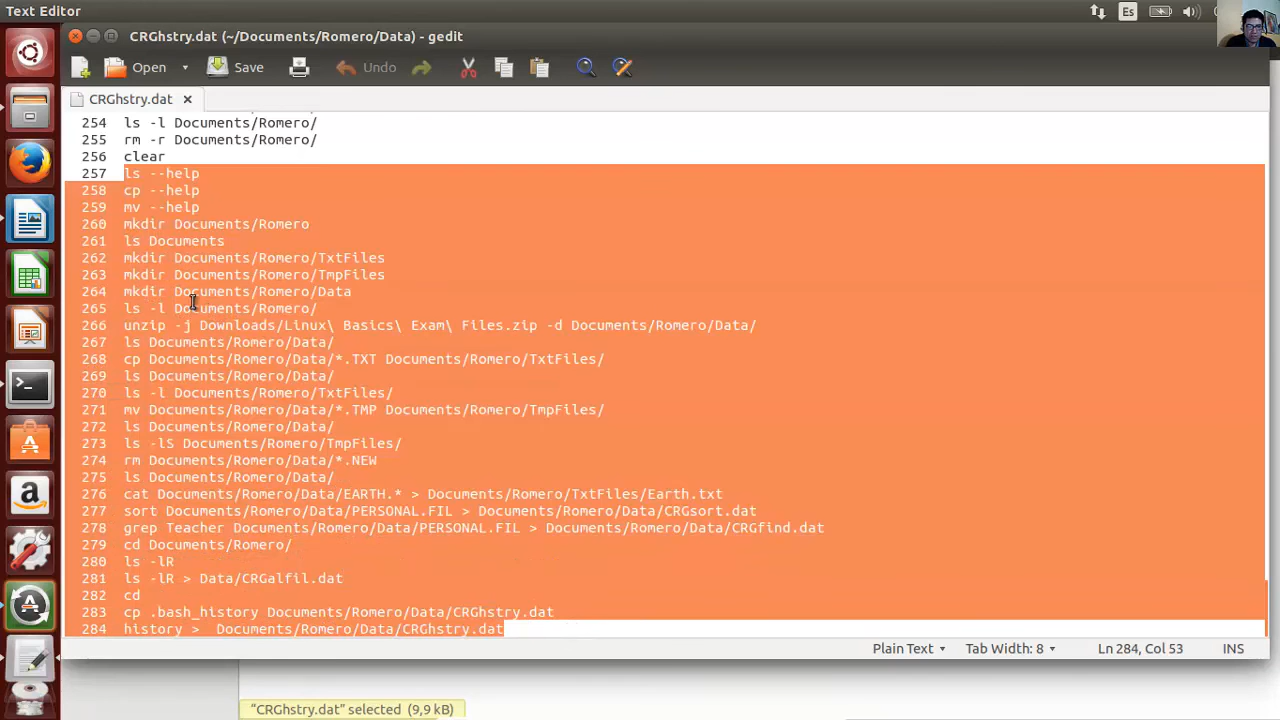 Text Editor
Es
CRGhstry.dat (~/Documents/Romero/Data) - gedit
Open
Save
Undo
CRGhstry.dat
254 ls -l Documents/Romero/
255 rm -r Documents/Romero/
256 clear
257 ls --help
258 cp --help
259 mv --help
260 mkdir Documents/Romero
261 ls Documents
262 mkdir Documents/Romero/TxtFiles
263 mkdir Documents/Romero/TmpFiles
264 mkdir Documents/Romero/Data
265 ls -l Documents/Romero/
266 unzip -j Downloads/Linux\ Basics\ Exam\ Files.zip -d Documents/Romero/Data/
267 ls Documents/Romero/Data/
268 cp Documents/Romero/Data/*.TXT Documents/Romero/TxtFiles/
269 ls Documents/Romero/Data/
270 ls -l Documents/Romero/TxtFiles/
271 mv Documents/Romero/Data/*.TMP Documents/Romero/TmpFiles/
272 ls Documents/Romero/Data/
273 ls -lS Documents/Romero/TmpFiles/
274 rm Documents/Romero/Data/*.NEW
275 ls Documents/Romero/Data/
276 cat Documents/Romero/Data/EARTH.* > Documents/Romero/TxtFiles/Earth.txt
277 sort Documents/Romero/Data/PERSONAL.FIL > Documents/Romero/Data/CRGsort.dat
278 grep Teacher Documents/Romero/Data/PERSONAL.FIL > Documents/Romero/Data/CRGfind.dat
279 cd Documents/Romero/
280 ls -lR
281 ls -lR > Data/CRGalfil.dat
282 cd
283 cp .bash_history Documents/Romero/Data/CRGhstry.dat
284 history >  Documents/Romero/Data/CRGhstry.dat
Plain Text
Tab Width: 8
Ln 284, Col 53
INS
"CRGhstry.dat" selected (9,9 kB)